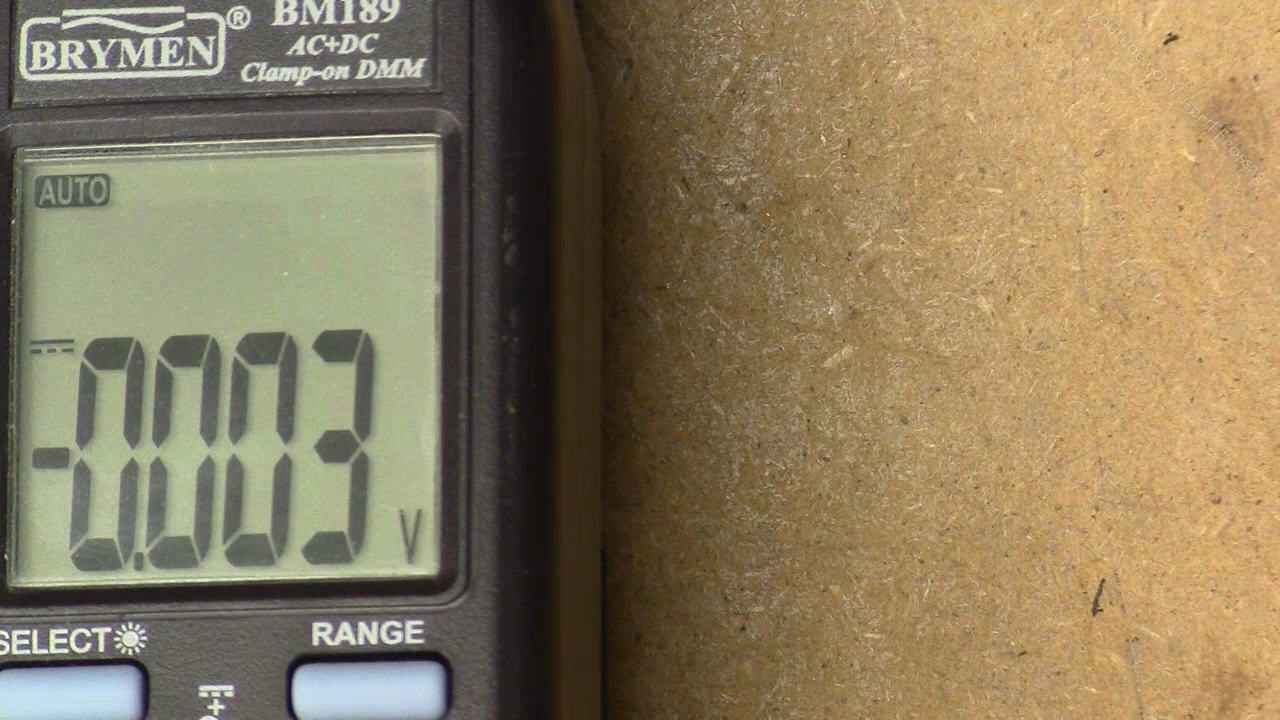 BRYMEN®
BM189
AC+DC
Clamp-on DMM
AUTO
-0.003 V
SELECT
RANGE